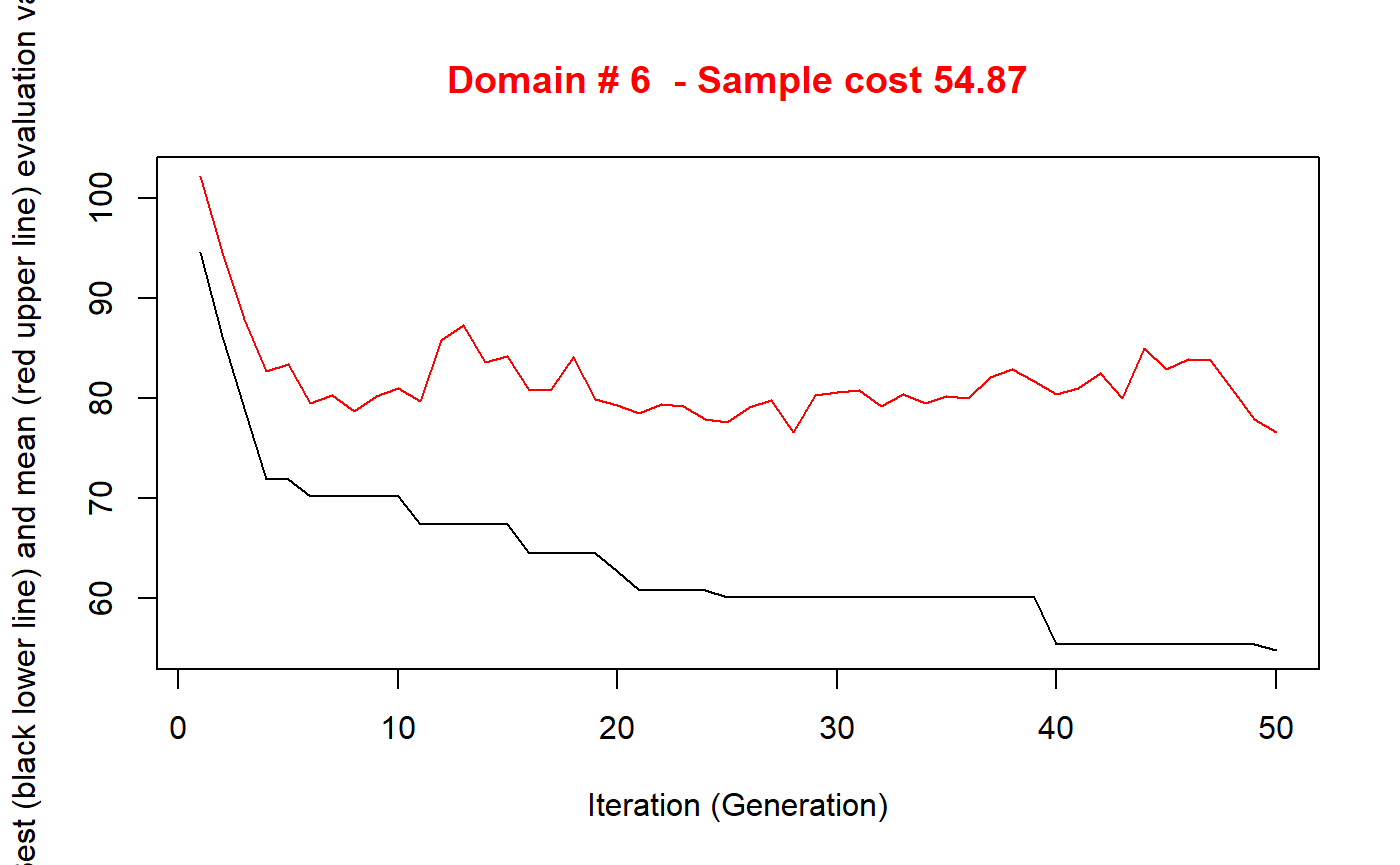 Domain # 6  - Sample cost 54.87
(black lower line) and mean (red upper line) evaluation
100
90
80
70
60
0 10 20 30 40 50
Iteration (Generation)